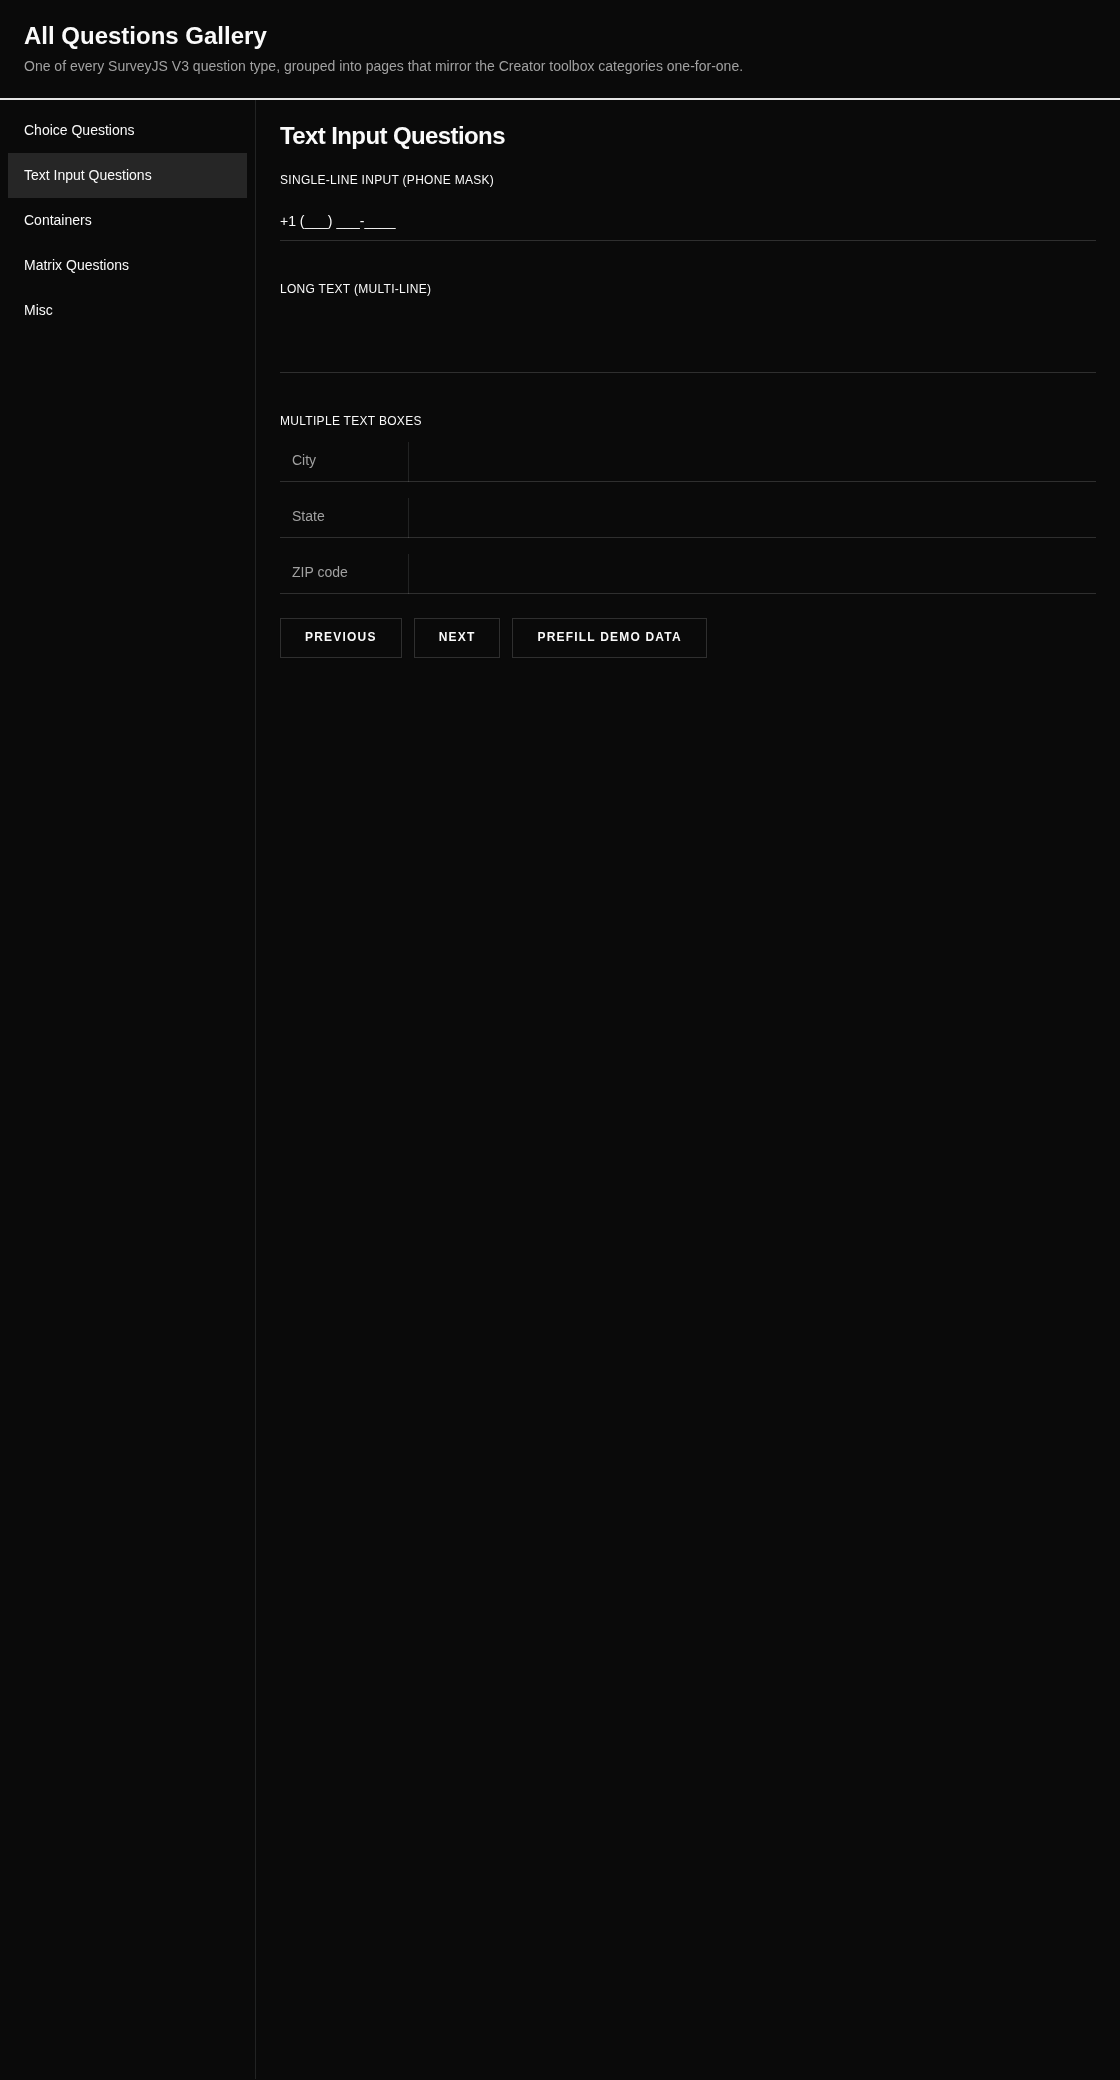 All Questions Gallery
One of every SurveyJS V3 question type, grouped into pages that mirror the Creator toolbox categories one-for-one.
Choice Questions
Text Input Questions
Containers
Matrix Questions
Misc
Text Input Questions
SINGLE-LINE INPUT (PHONE MASK)
+1 (___) ___-____
LONG TEXT (MULTI-LINE)
MULTIPLE TEXT BOXES
City
State
ZIP code
PREVIOUS NEXT PREFILL DEMO DATA